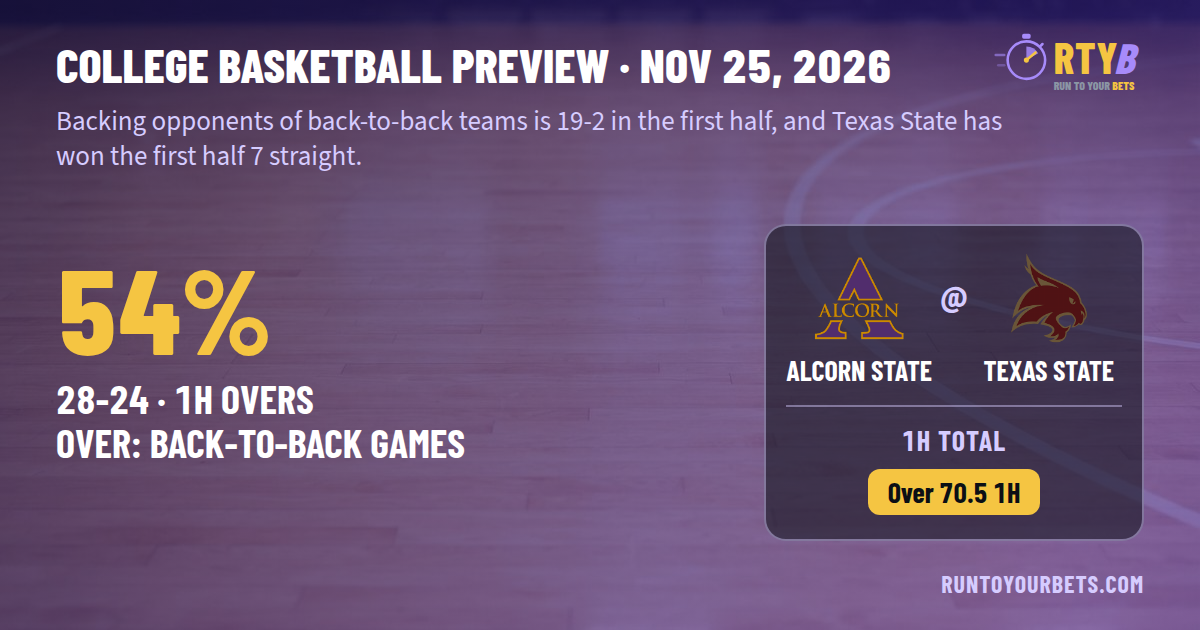 COLLEGE BASKETBALL PREVIEW · NOV 25, 2026
RTYB
RUN TO YOUR BETS
Backing opponents of back-to-back teams is 19-2 in the first half, and Texas State has
won the first half 7 straight.
54%
28-24 · 1H OVERS
OVER: BACK-TO-BACK GAMES
ALCORN
@
ALCORN STATE
TEXAS STATE
1H TOTAL
Over 70.5 1H
RUNTOYOURBETS.COM